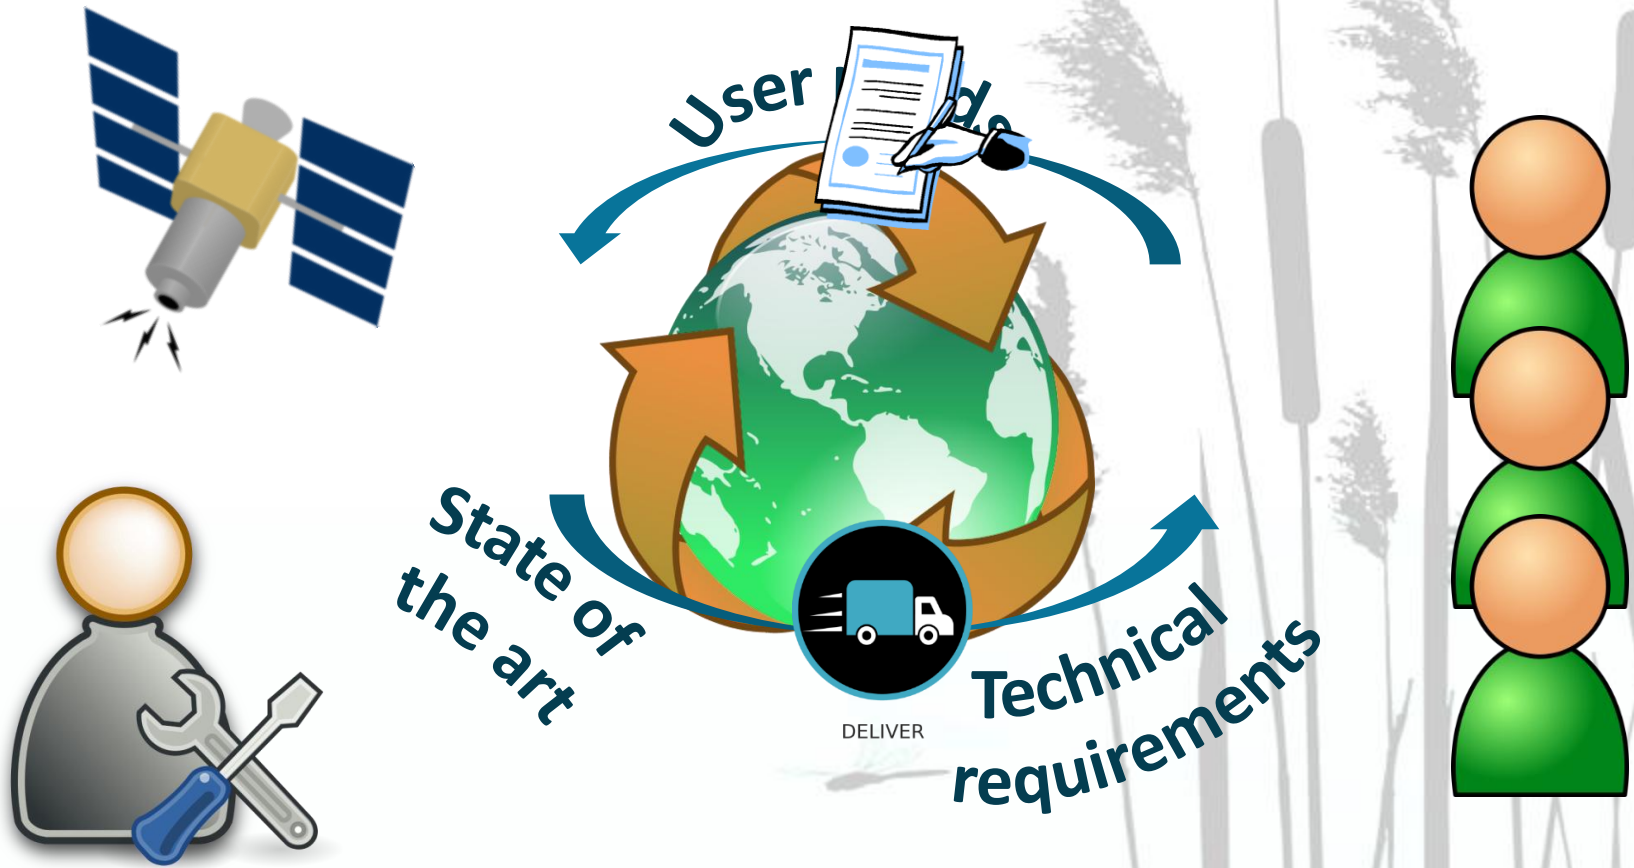 User
State of
the art
Technical
requirements
DELIVER